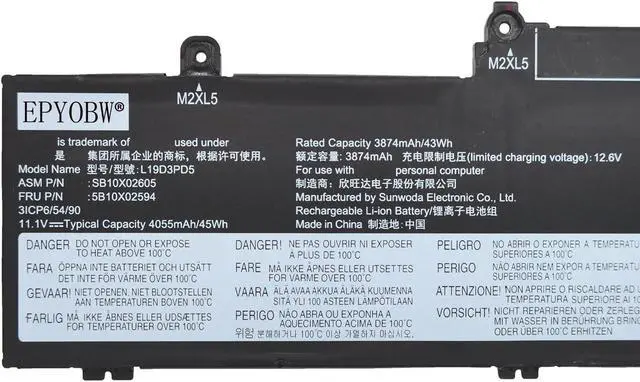 M2XL5
M2XL5
EPYOBW®
is trademark of used under
是 集团所属企业的商标，根据许可使用。
Model Name 型号/型號: L19D3PD5
ASM P/N : SB10X02605
FRU P/N : 5B10X02594
3ICP6/54/90
11.1V⎓Typical Capacity 4055mAh/45Wh
Rated Capacity 3874mAh/43Wh
额定容量: 3874mAh 充电限制电压(limited charging voltage): 12.6V
For use with personal computer
制造商: 欣旺达电子股份有限公司
Manufactured by Sunwoda Electronic Co., Ltd.
Rechargeable Li-ion Battery/锂离子电池组
Made in China 制造地: 中国
DANGER DO NOT OPEN OR EXPOSE
TO HEAT ABOVE 100°C
FARA ÖPPNA INTE BATTERIET OCH UTSÄTT
DET INTE FÖR VÄRME ÖVER 100°C
GEVAAR! NIET OPENEN NIET BLOOTSTELLEN
AAN TEMPERATUREN BOVEN 100°C
FARLIG MÅ IKKE ÅBNES ELLER UDSÆTTES
FOR TEMPERATURER OVER 100°C
DANGER! NE PAS OUVRIR NI EXPOSER
A PLUS DE 100°C
FARE MÅ IKKE ÅPNES ELLER UTSETTES
FOR VARME OVER 100°C
VAARA ÄLÄ AVAA AKKUA ÄLÄKÄ KUUMENNA
SITÄ YLI 100 ASTEEN LÄMPÖTILAAN
PERIGO NÃO ABRA OU EXPONHA A
AQUECIMENTO ACIMA DE 100°C
위험 분해하거나 100°C 이상 가열하지 마십시오
PELIGRO NO ABRIR O EXPONER A TEMPERATURA
SUPERIORES A 100°C
PERIGO NÃO ABRIR NEM EXPOR A TEMPERAT
SUPERIORES A 100°C
ATTENZIONE! NON APRIRE O RISCALDARE AD U
TEMPERATURA SUPERIORE AI 10
VORSICHT! NICHT ÖFFNEN ODER MIT WASSER
IN BERÜHRUNG BRING
ODER ÜBER 100°C ERHITZEN